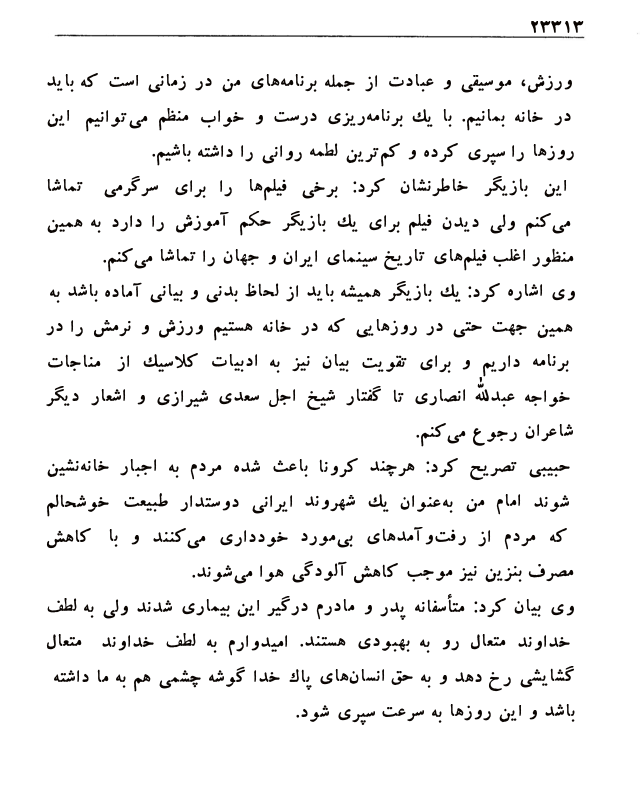 ۲۳۳۱۳
ورزش، موسیقی و عبادت از جمله برنامه‌های من در زمانی است که باید
در خانه بمانیم. با یك برنامه‌ریزی درست و خواب منظم می‌توانیم این
روزها را سپری کرده و کم‌ترین لطمه روانی را داشته باشیم.
این بازیگر خاطرنشان کرد: برخی فیلم‌ها را برای سرگرمی تماشا
می‌کنم ولی دیدن فیلم برای یك بازیگر حکم آموزش را دارد به همین
منظور اغلب فیلم‌های تاریخ سینمای ایران و جهان را تماشا می‌کنم.
وی اشاره کرد: یك بازیگر همیشه باید از لحاظ بدنی و بیانی آماده باشد به
همین جهت حتی در روزهایی که در خانه هستیم ورزش و نرمش را در
برنامه داریم و برای تقویت بیان نیز به ادبیات کلاسیك از مناجات
خواجه عبدلله انصاری تا گفتار شیخ اجل سعدی شیرازی و اشعار دیگر
شاعران رجوع می‌کنم.
حبیبی تصریح کرد: هرچند کرونا باعث شده مردم به اجبار خانه‌نشین
شوند امام من به‌عنوان یك شهروند ایرانی دوستدار طبیعت خوشحالم
که مردم از رفت‌وآمدهای بی‌مورد خودداری می‌کنند و با کاهش
مصرف بنزین نیز موجب کاهش آلودگی هوا می‌شوند.
وی بیان کرد: متأسفانه پدر و مادرم درگیر این بیماری شدند ولی به لطف
خداوند متعال رو به بهبودی هستند. امیدوارم به لطف خداوند متعال
گشایشی رخ دهد و به حق انسان‌های پاك خدا گوشه چشمی هم به ما داشته
باشد و این روزها به سرعت سپری شود.